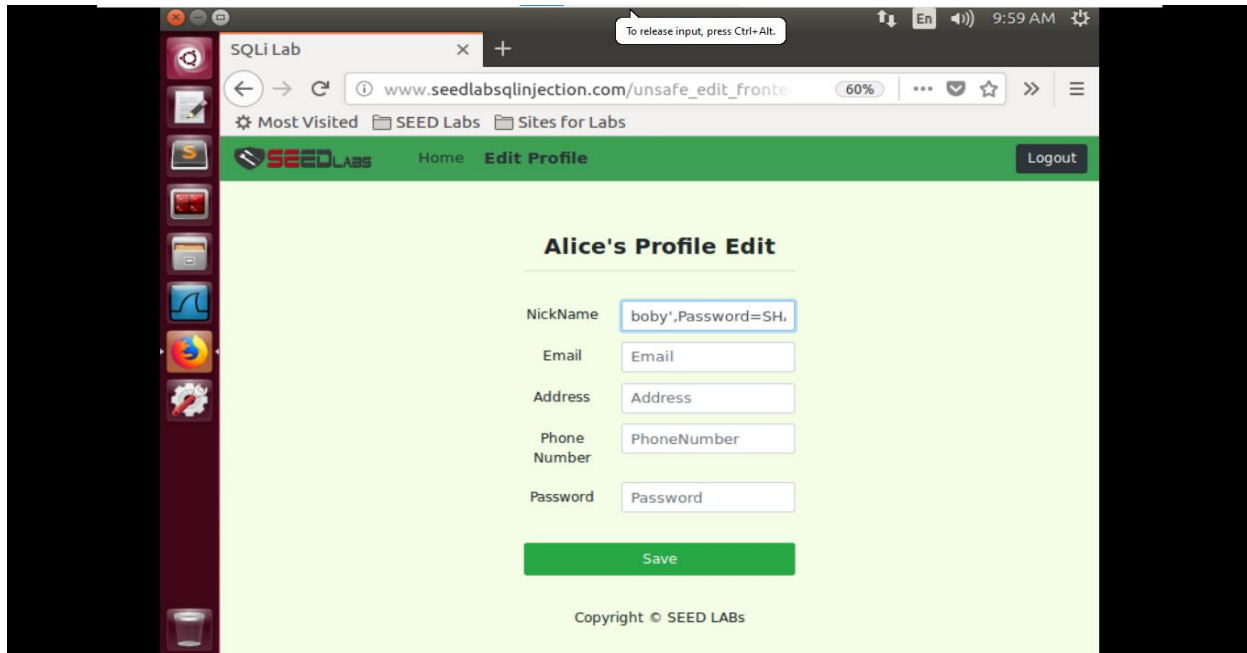 To release input, press Ctrl+Alt.
En 9:59 AM
SQLi Lab
www.seedlabsqlinjection.com/unsafe_edit_fronte 60%
Most Visited SEED Labs Sites for Labs
SEEDLABS Home Edit Profile Logout
Alice's Profile Edit
NickName boby',Password=SHA
Email Email
Address Address
Phone PhoneNumber
Number
Password Password
Save
Copyright © SEED LABs